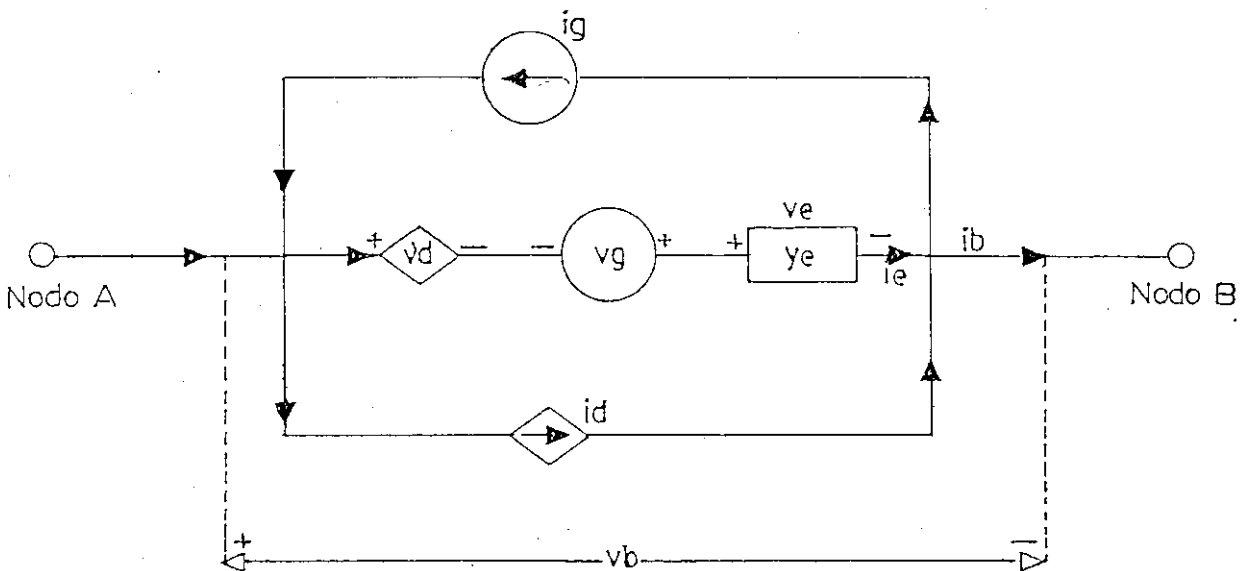 ig
ve
+ vd − − vg + + ye − ie ib
Nodo A
Nodo B
id
+ vb −